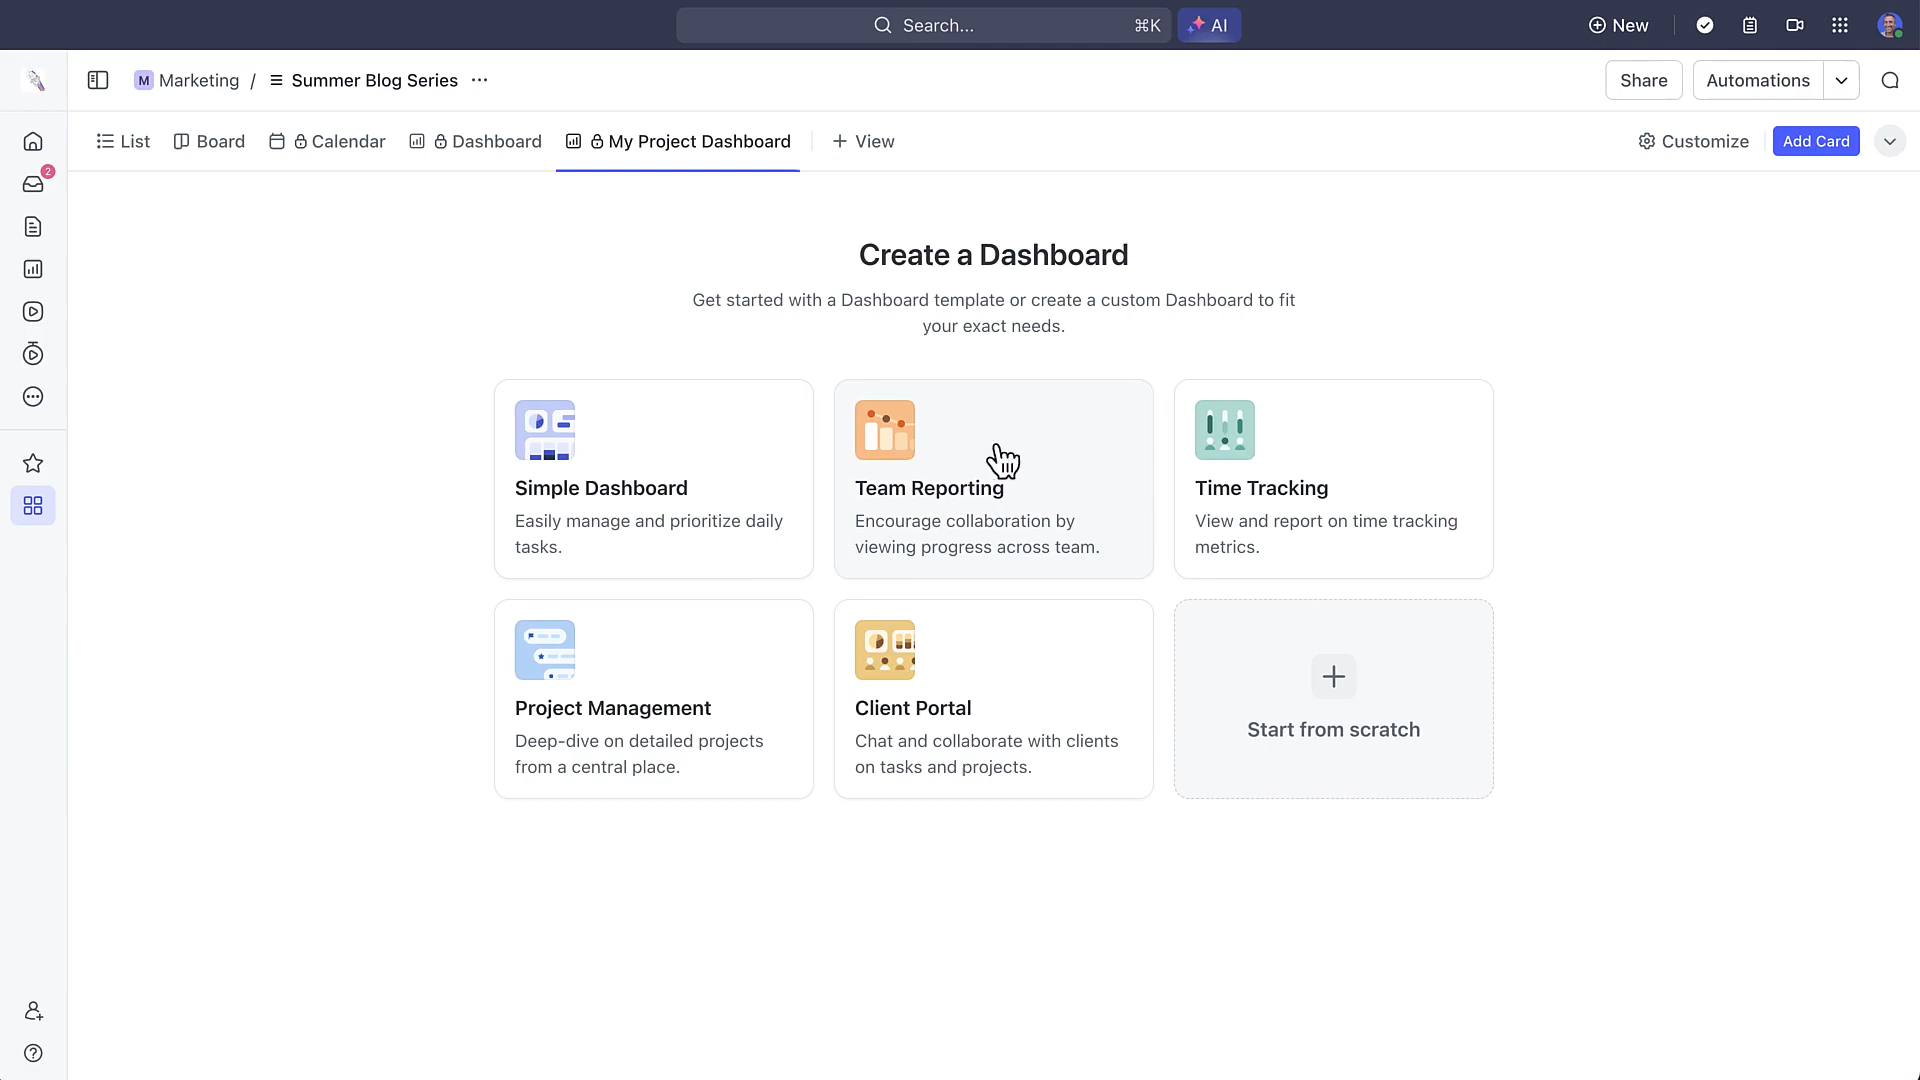 Search...
⌘K
AI
New
M Marketing / Summer Blog Series ...
Share
Automations
List
Board
Calendar
Dashboard
My Project Dashboard
+ View
Customize
Add Card
2
Create a Dashboard
Get started with a Dashboard template or create a custom Dashboard to fit
your exact needs.
Simple Dashboard
Easily manage and prioritize daily
tasks.
Team Reporting
Encourage collaboration by
viewing progress across team.
Time Tracking
View and report on time tracking
metrics.
Project Management
Deep-dive on detailed projects
from a central place.
Client Portal
Chat and collaborate with clients
on tasks and projects.
Start from scratch